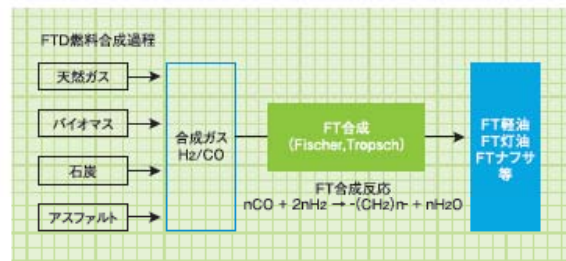 FTD燃料合成過程
天然ガス
バイオマス
石炭
アスファルト
合成ガス
H2/CO
FT合成
(Fischer,Tropsch)
FT合成反応
nCO + 2nH2 → -(CH2)n- + nH2O
FT軽油
FT灯油
FTナフサ
等